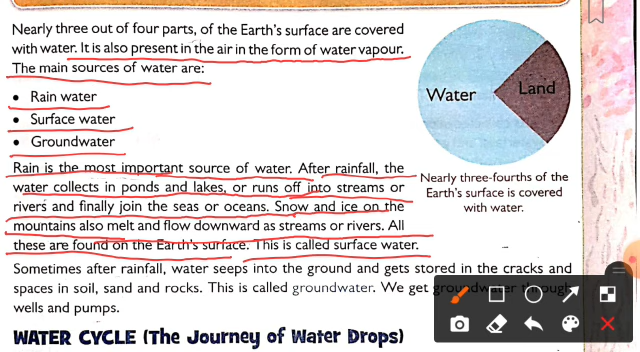 Nearly three out of four parts, of the Earth's surface are covered
with water. It is also present in the air in the form of water vapour.
The main sources of water are:
• Rain water
• Surface water
• Groundwater
Water
Land
Nearly three-fourths of the
Earth's surface is covered
with water.
Rain is the most important source of water. After rainfall, the
water collects in ponds and lakes, or runs off into streams or
rivers and finally join the seas or oceans. Snow and ice on the
mountains also melt and flow downward as streams or rivers. All
these are found on the Earth's surface. This is called surface water.
Sometimes after rainfall, water seeps into the ground and gets stored in the cracks and
spaces in soil, sand and rocks. This is called groundwater. We get groundwater through
wells and pumps.
WATER CYCLE (The Journey of Water Drops)